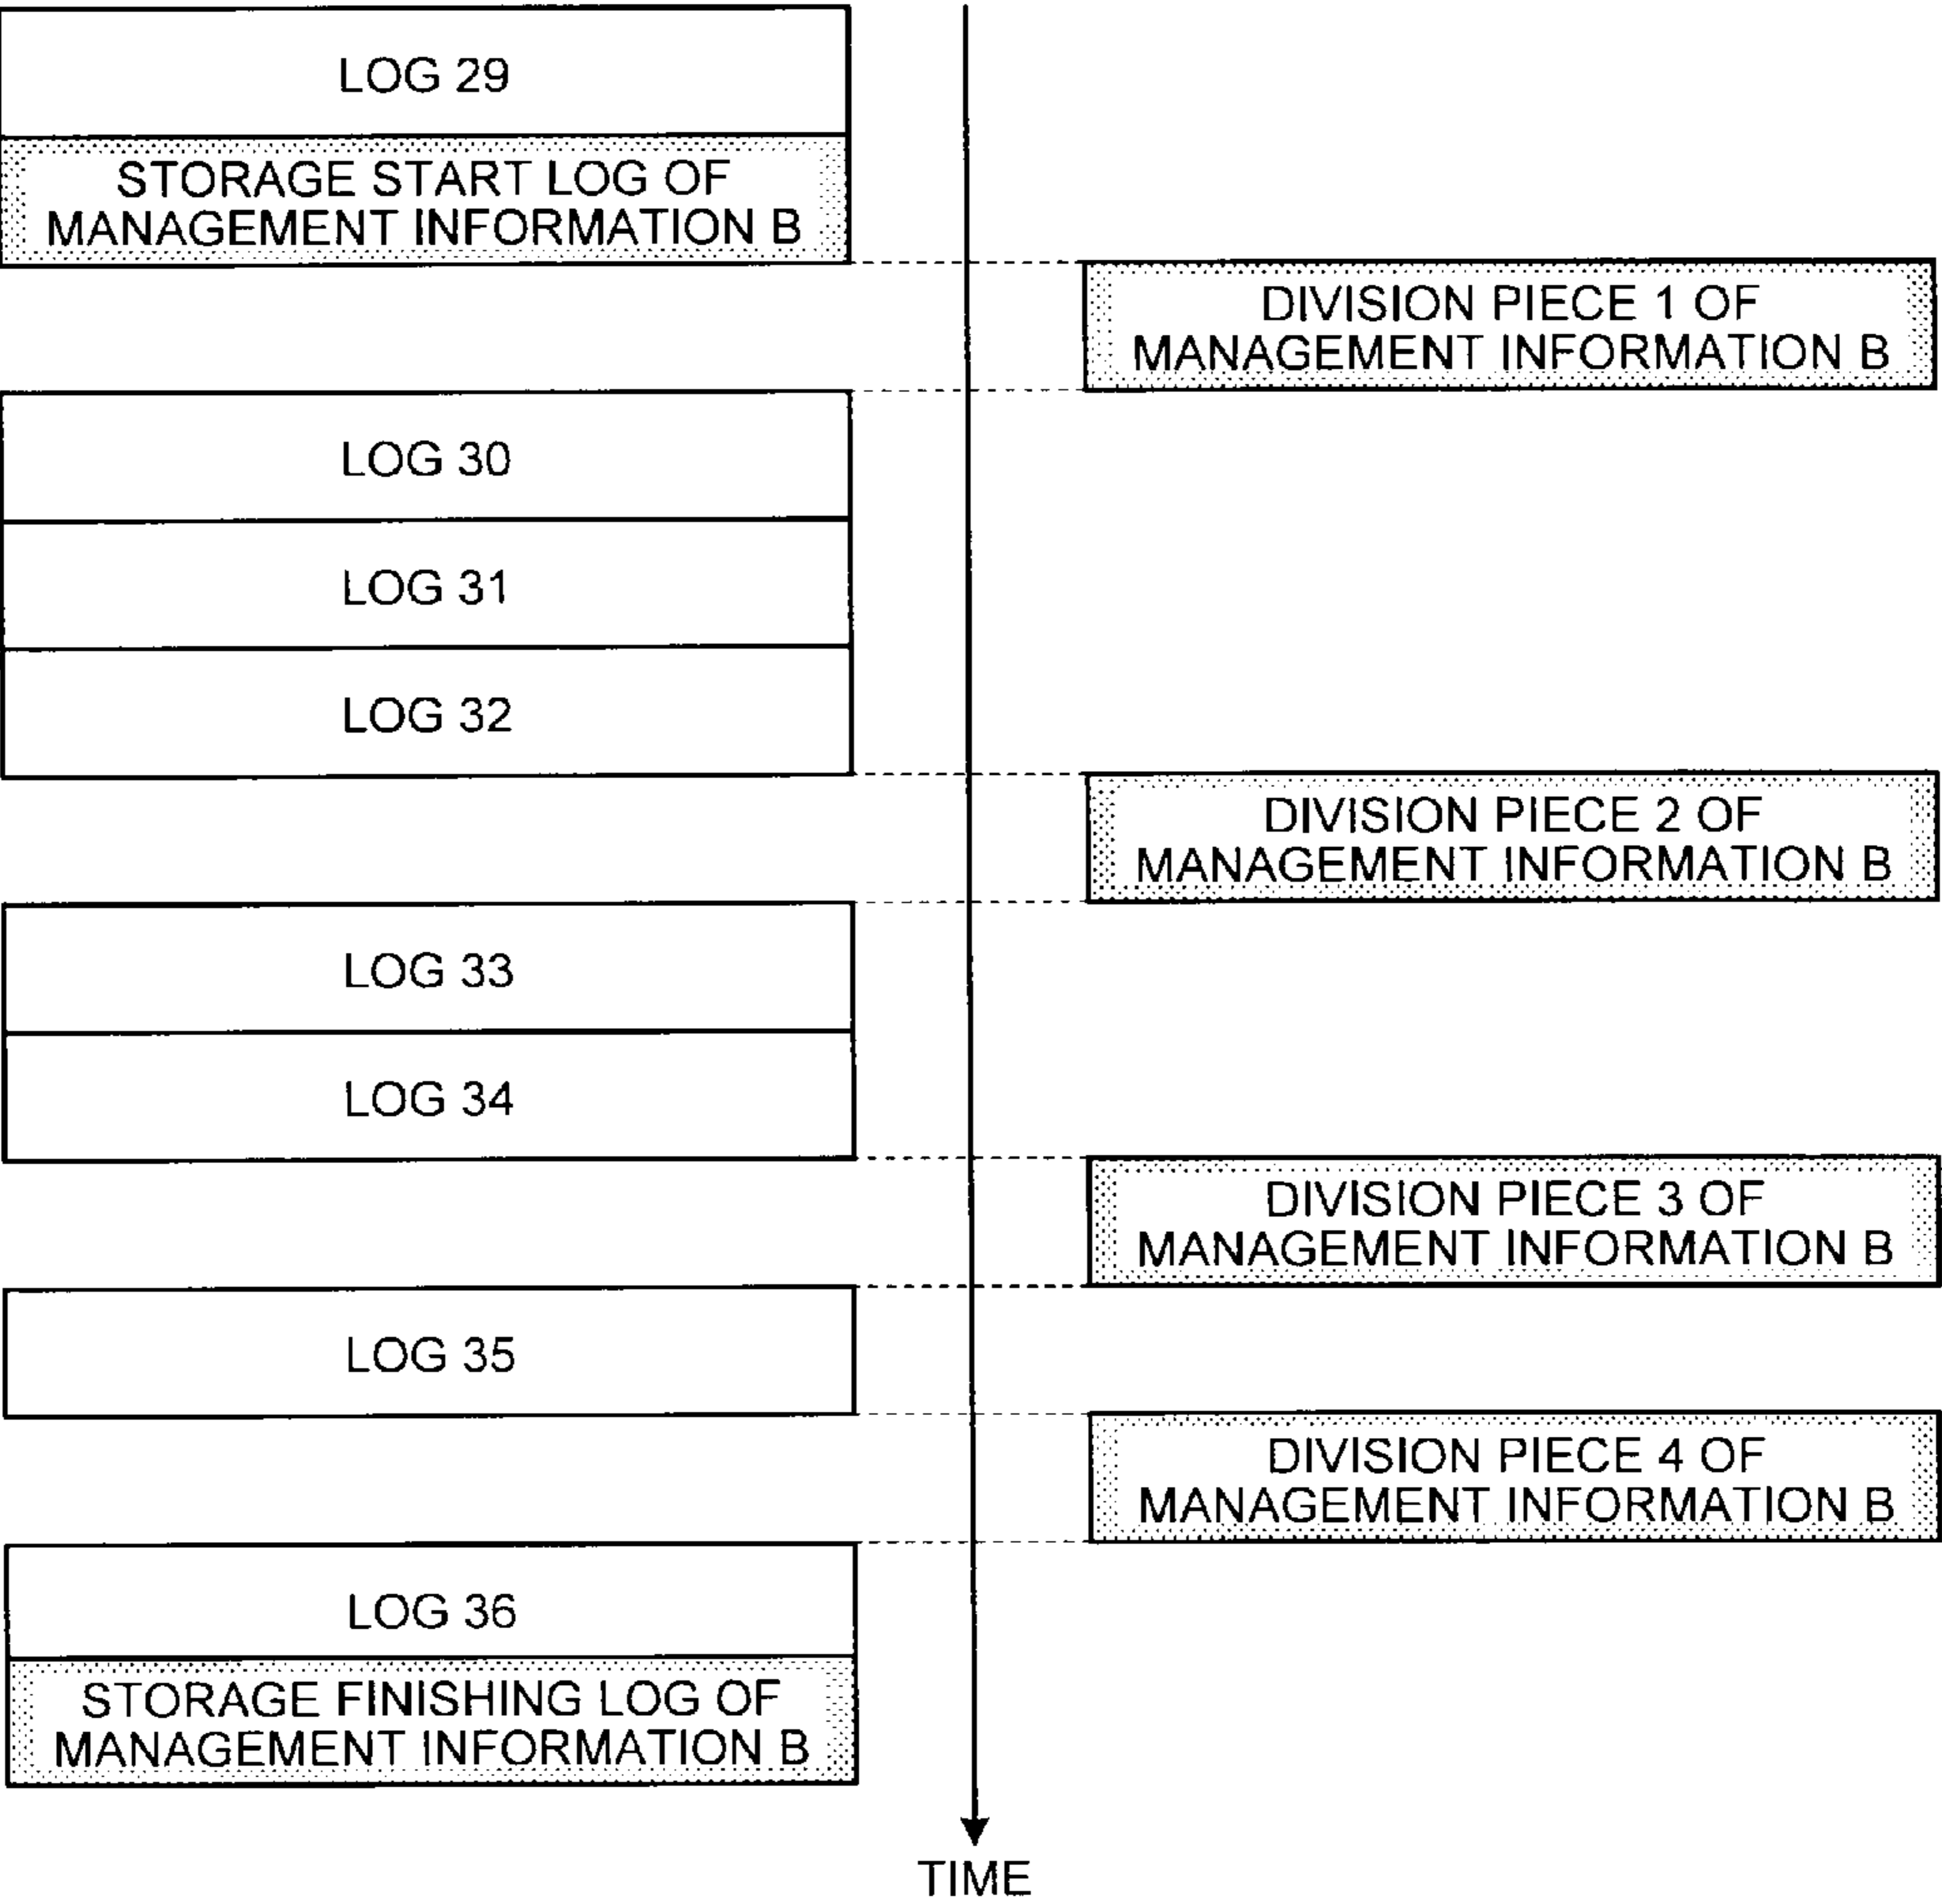 LOG 29
STORAGE START LOG OF
MANAGEMENT INFORMATION B
DIVISION PIECE 1 OF
MANAGEMENT INFORMATION B
LOG 30
LOG 31
LOG 32
DIVISION PIECE 2 OF
MANAGEMENT INFORMATION B
LOG 33
LOG 34
DIVISION PIECE 3 OF
MANAGEMENT INFORMATION B
LOG 35
DIVISION PIECE 4 OF
MANAGEMENT INFORMATION B
LOG 36
STORAGE FINISHING LOG OF
MANAGEMENT INFORMATION B
TIME